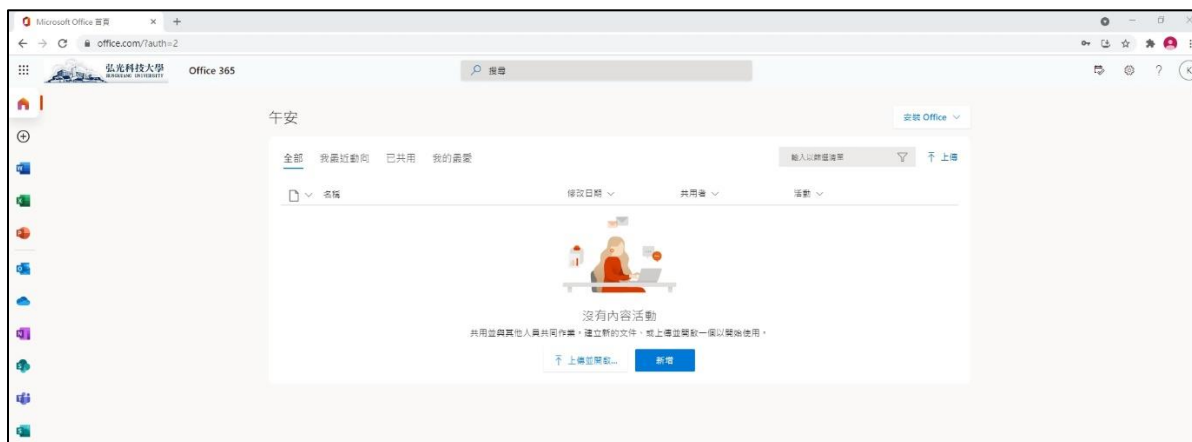 Microsoft Office 首頁
office.com/?auth=2
弘光科技大學 Office 365 搜尋
HUNGKUANG UNIVERSITY
午安 安裝 Office
全部 我最近動向 已共用 我的最愛 輸入以篩選清單 上傳
名稱 修改日期 共用者 活動
沒有內容活動
共用並與其他人員共同作業。建立新的文件，或上傳並開啟一個以開始使用。
上傳並開啟... 新增